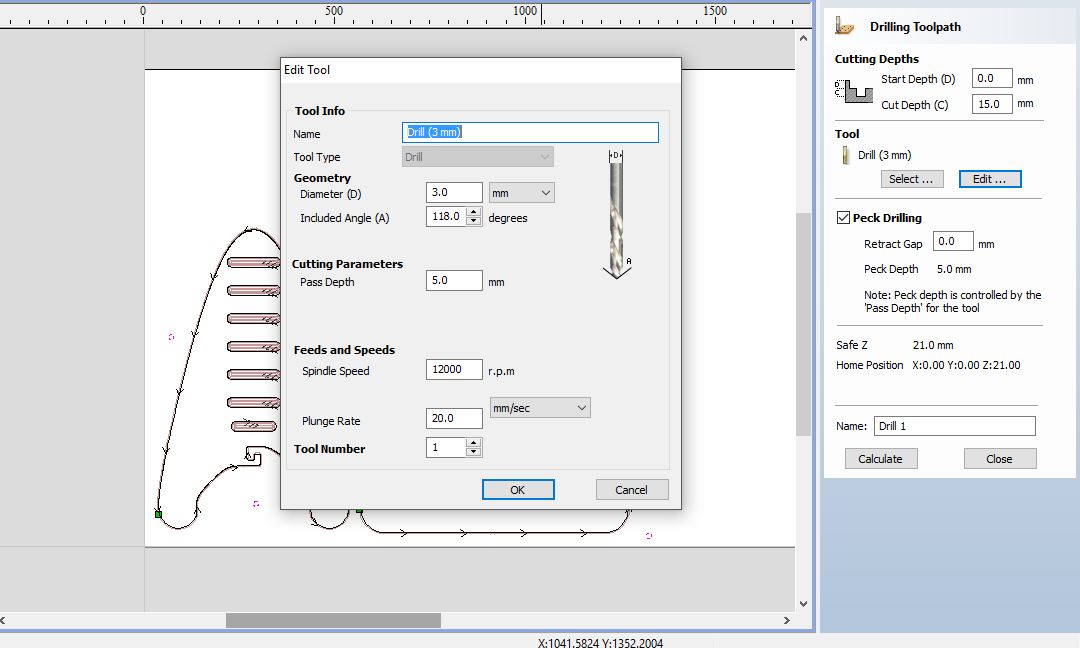 0 500 1000 1500
Edit Tool
Tool Info
Name Drill (3 mm)
Tool Type Drill
Geometry
Diameter (D) 3.0 mm
Included Angle (A) 118.0 degrees
D
A
Cutting Parameters
Pass Depth 5.0 mm
Feeds and Speeds
Spindle Speed 12000 r.p.m
mm/sec
Plunge Rate 20.0
Tool Number 1
OK Cancel
Drilling Toolpath
Cutting Depths
Start Depth (D) 0.0 mm
D
C
Cut Depth (C) 15.0 mm
Tool
Drill (3 mm)
Select ... Edit ...
Peck Drilling
Retract Gap 0.0 mm
Peck Depth 5.0 mm
Note: Peck depth is controlled by the
'Pass Depth' for the tool
Safe Z 21.0 mm
Home Position X:0.00 Y:0.00 Z:21.00
Name: Drill 1
Calculate Close
X:1041.5824 Y:1352.2004